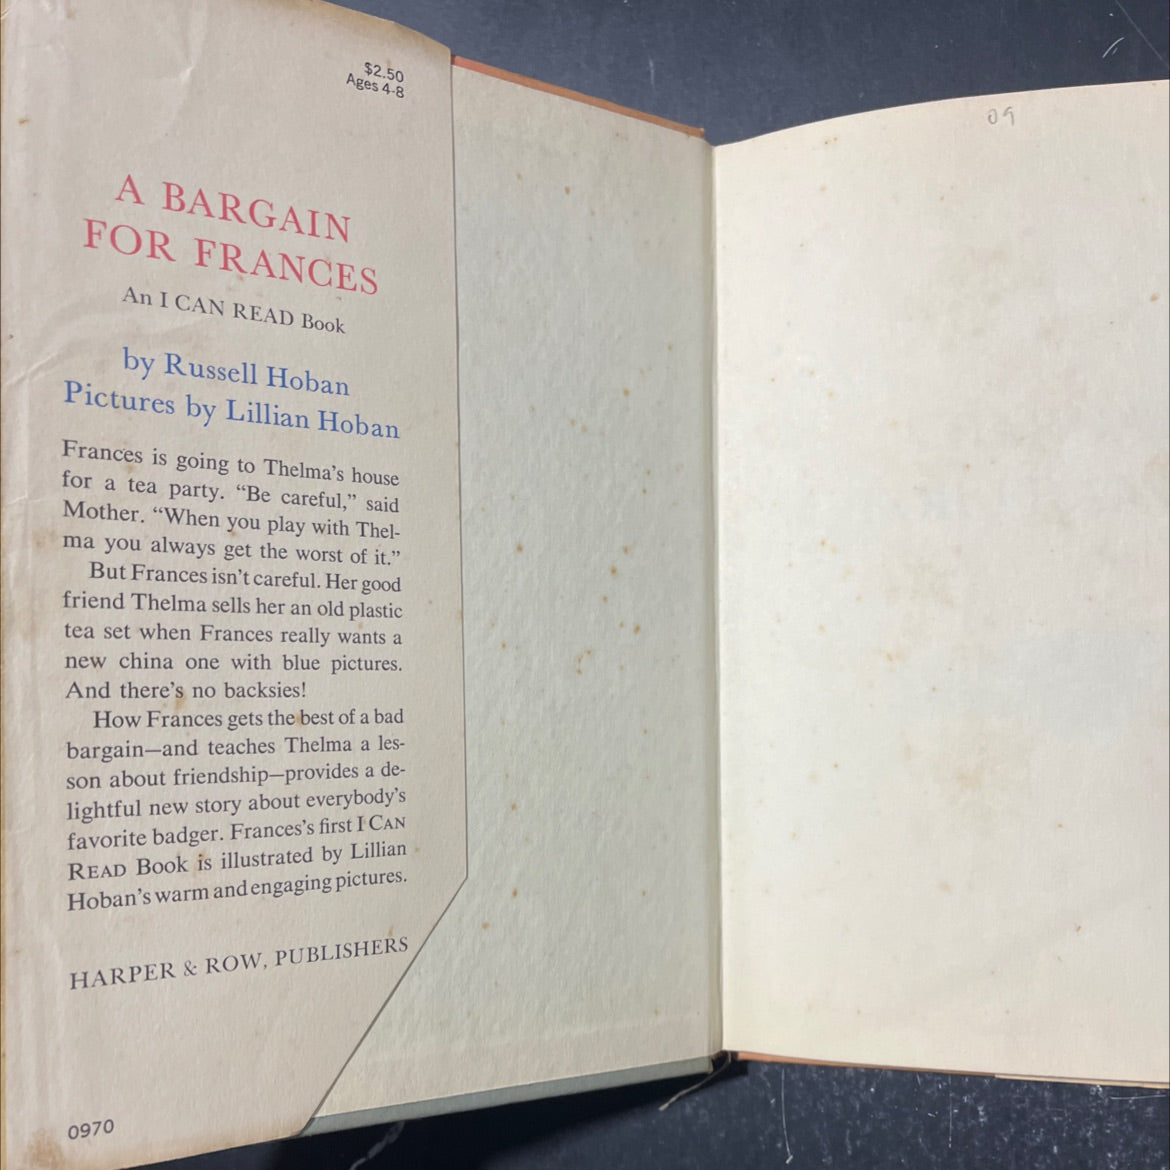 $2.50
Ages 4-8
A BARGAIN
FOR FRANCES
An I CAN READ Book
by Russell Hoban
Pictures by Lillian Hoban
Frances is going to Thelma's house
for a tea party. “Be careful,” said
Mother. “When you play with Thel-
ma you always get the worst of it.”
But Frances isn't careful. Her good
friend Thelma sells her an old plastic
tea set when Frances really wants a
new china one with blue pictures.
And there's no backsies!
How Frances gets the best of a bad
bargain—and teaches Thelma a les-
son about friendship—provides a de-
lightful new story about everybody's
favorite badger. Frances's first I CAN
READ Book is illustrated by Lillian
Hoban's warm and engaging pictures.
HARPER & ROW, PUBLISHERS
0970